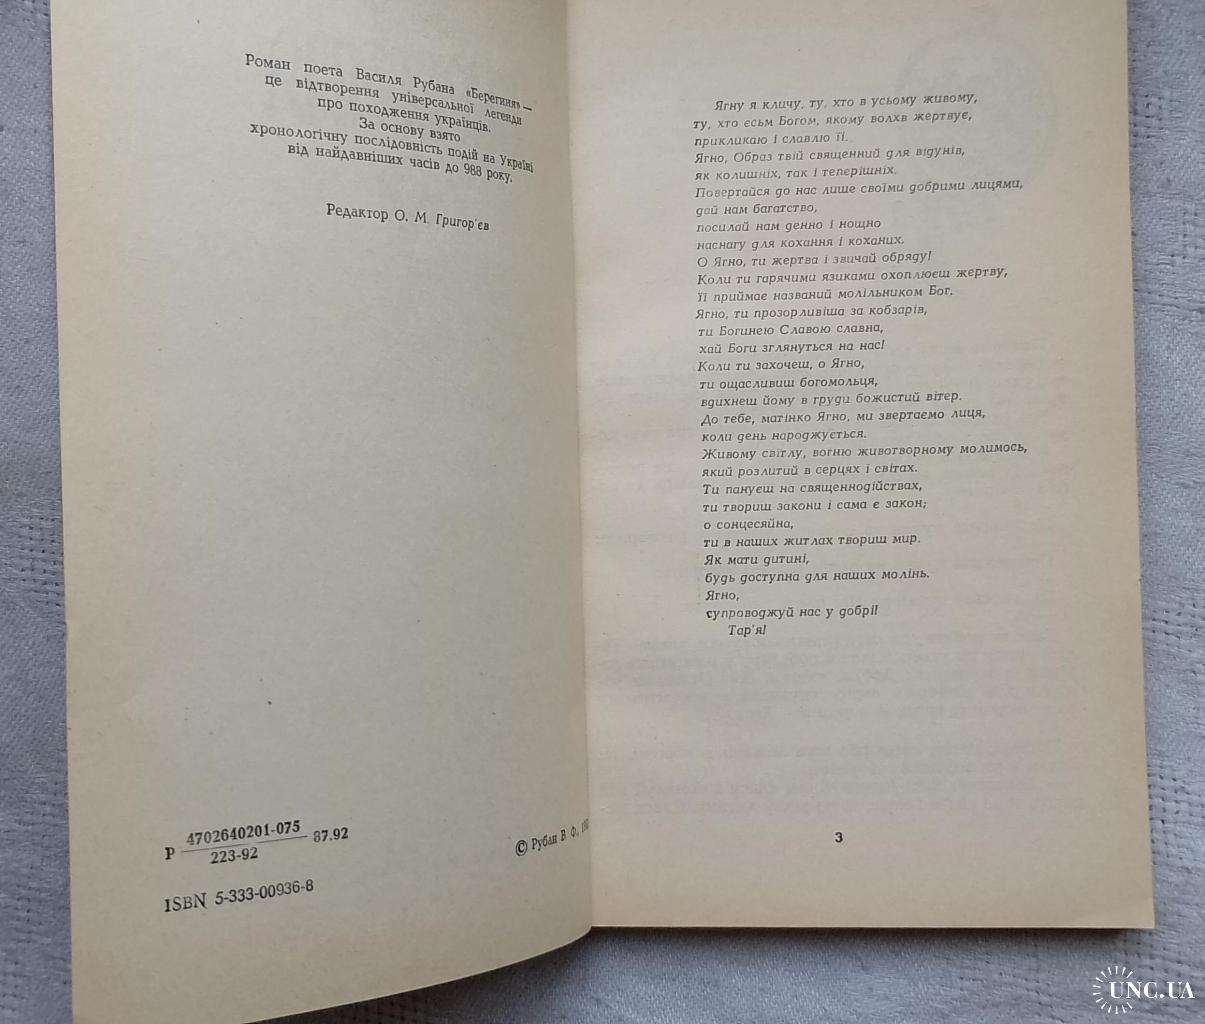 Роман поета Василя Рубана «Берегиня» —
це відтворення універсальної легенди
про походження українців.
За основу взято
хронологічну послідовність подій на Україні
від найдавніших часів до 988 року.
Редактор О. М. Григор'єв
Р 4702640201-075 87.92
223-92
ISBN 5-333-00936-8
© Рубан В. Ф.,
Ягну я кличу, ту, хто в усьому живому,
ту, хто єсьм Богом, якому волхв жертвує,
прикликаю і славлю її.
Ягно, Образ твій священний для відунів,
як колишніх, так і теперішніх.
Повертайся до нас лише своїми добрими лицями,
дай нам багатство,
посилай нам денно і нощно
наснагу для кохання і коханих.
О Ягно, ти жертва і звичай обряду!
Коли ти гарячими язиками охоплюєш жертву,
її приймає названий молільником Бог.
Ягно, ти прозорливіша за кобзарів,
ти Богинею Славою славна,
хай Боги зглянуться на нас!
Коли ти захочеш, о Ягно,
ти ощасливиш богомольця,
вдихнеш йому в груди божистий вітер.
До тебе, матінко Ягно, ми звертаємо лиця,
коли день народжується.
Живому світлу, вогню животворному молимось,
який розлитий в серцях і світах.
Ти пануєш на священнодійствах,
ти твориш закони і сама є закон;
о сонцесяйна,
ти в наших житлах твориш мир.
Як мати дитині,
будь доступна для наших молінь.
Ягно,
супроводжуй нас у добрі!
Тар'я!
3
UNC.UA